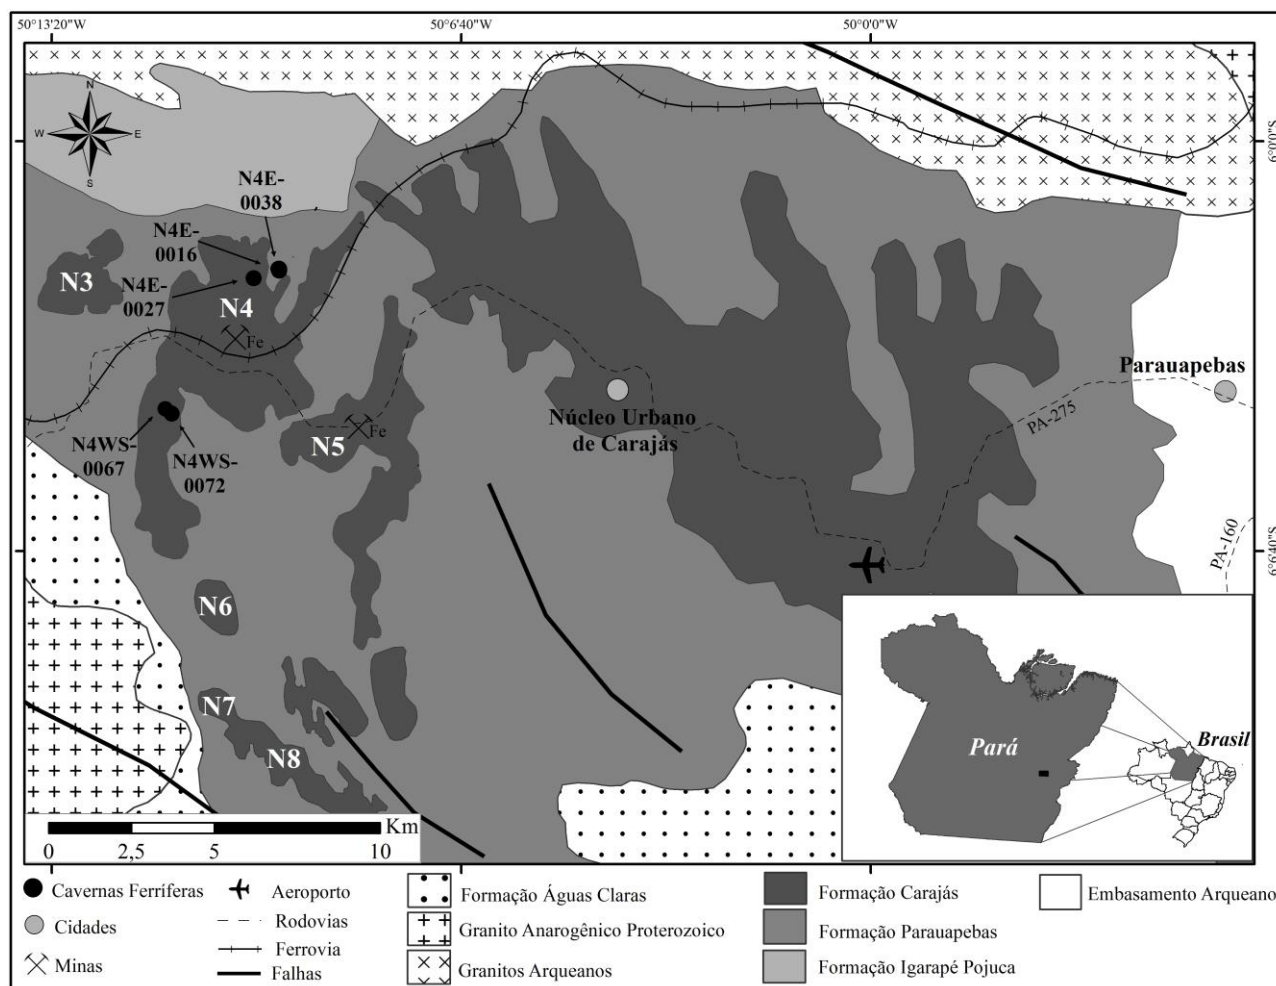 50°13'20"W
50°6'40"W
50°0'0"W
6°0'0"S
6°6'40"S
N
W
E
S
N4E-
0038
N4E-
0016
N4E-
0027
N3
N4
Fe
N4WS-
0067
N4WS-
0072
N5
Fe
Núcleo Urbano
de Carajás
Parauapebas
PA-275
PA-160
N6
N7
N8
Pará
Brasil
Km
0
2,5
5
10
Cavernas Ferríferas
Cidades
Minas
Aeroporto
Rodovias
Ferrovia
Falhas
Formação Águas Claras
Granito Anarogênico Proterozoico
Granitos Arqueanos
Formação Carajás
Formação Parauapebas
Formação Igarapé Pojuca
Embasamento Arqueano